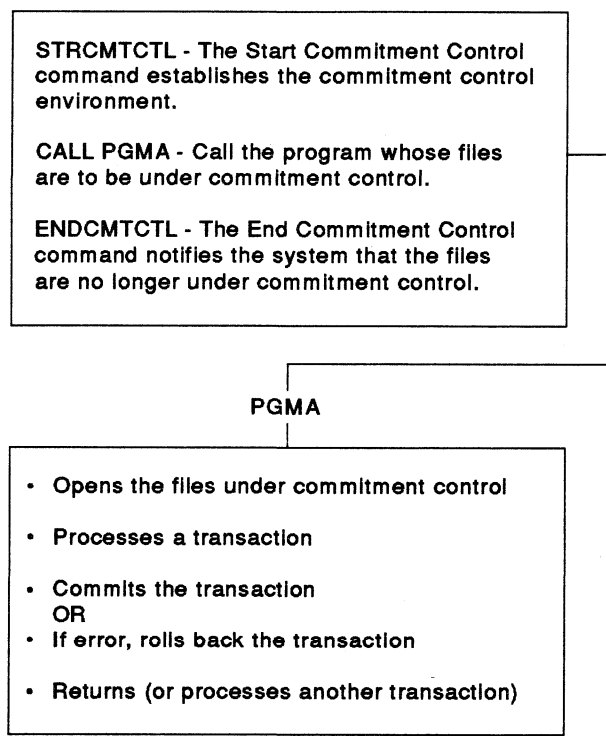 STRCMTCTL - The Start Commitment Control
command establishes the commitment control
environment.
CALL PGMA - Call the program whose files
are to be under commitment control.
ENDCMTCTL - The End Commitment Control
command notifies the system that the files
are no longer under commitment control.
PGMA
• Opens the files under commitment control
• Processes a transaction
• Commits the transaction
OR
• If error, rolls back the transaction
• Returns (or processes another transaction)